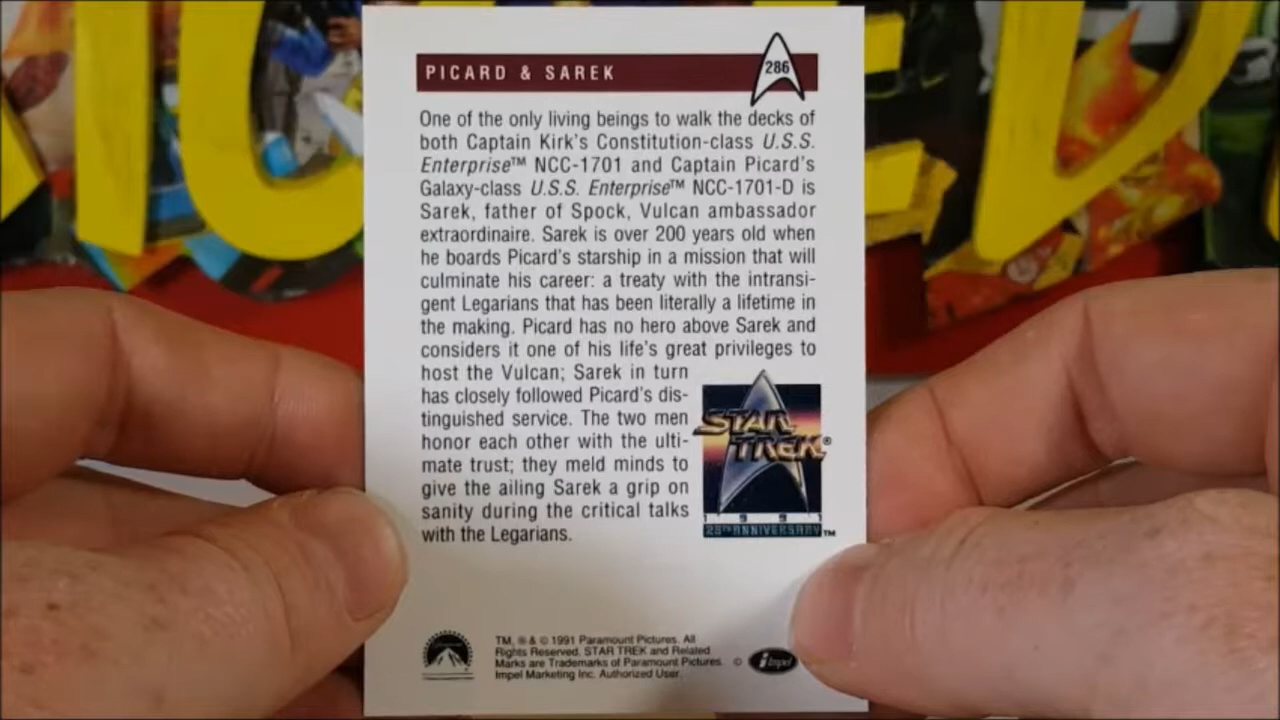 PICARD & SAREK
286
One of the only living beings to walk the decks of
both Captain Kirk's Constitution-class U.S.S.
Enterprise™ NCC-1701 and Captain Picard's
Galaxy-class U.S.S. Enterprise™ NCC-1701-D is
Sarek, father of Spock, Vulcan ambassador
extraordinaire. Sarek is over 200 years old when
he boards Picard's starship in a mission that will
culminate his career: a treaty with the intransi-
gent Legarians that has been literally a lifetime in
the making. Picard has no hero above Sarek and
considers it one of his life's great privileges to
host the Vulcan; Sarek in turn
has closely followed Picard's dis-
tinguished service. The two men
honor each other with the ulti-
mate trust; they meld minds to
give the ailing Sarek a grip on
sanity during the critical talks
with the Legarians.
STAR
TREK®
1991
25TH ANNIVERSARY™
TM, ® & © 1991 Paramount Pictures. All
Rights Reserved. STAR TREK and Related
Marks are Trademarks of Paramount Pictures.
Impel Marketing Inc. Authorized User.
© Impel